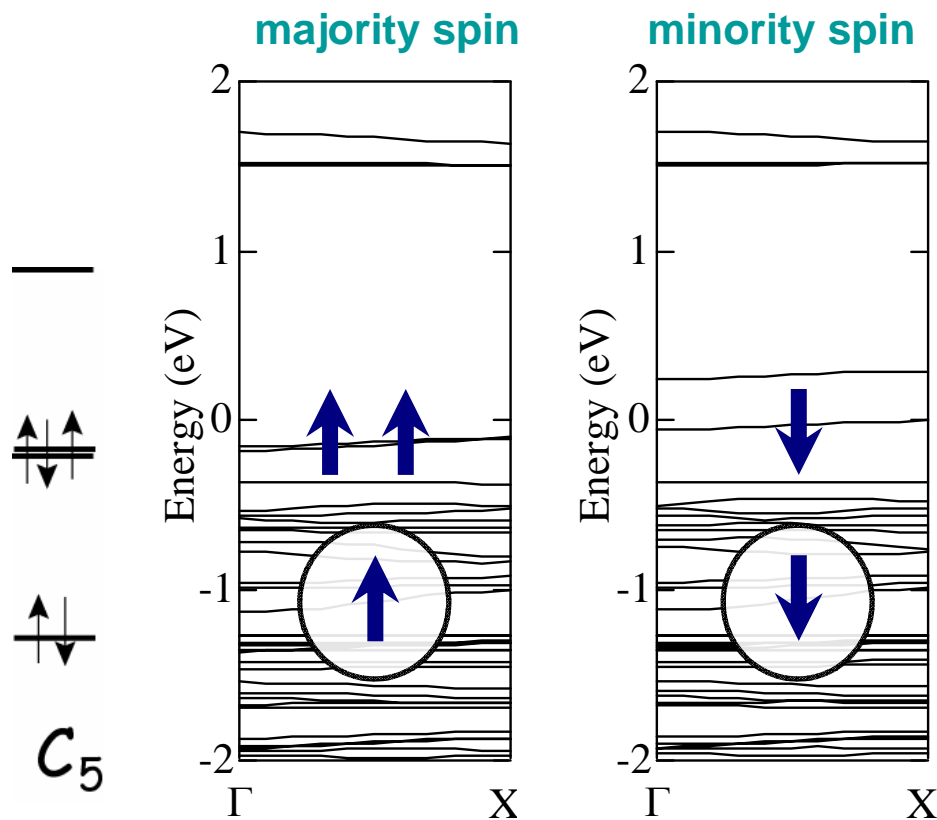 majority spin
minority spin
Energy (eV)
2
1
0
-1
-2
Γ
X
Energy (eV)
2
1
0
-1
-2
Γ
X
C5